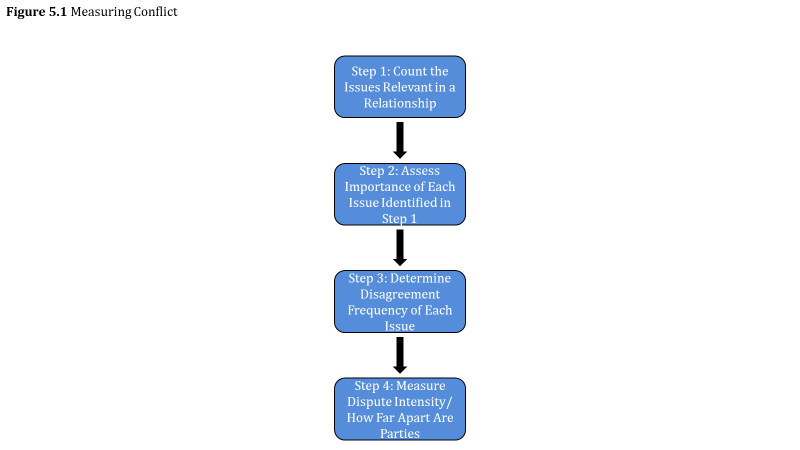 Figure 5.1 Measuring Conflict
Step 1: Count the
Issues Relevant in a
Relationship
Step 2: Assess
Importance of Each
Issue Identified in
Step 1
Step 3: Determine
Disagreement
Frequency of Each
Issue
Step 4: Measure
Dispute Intensity/
How Far Apart Are
Parties